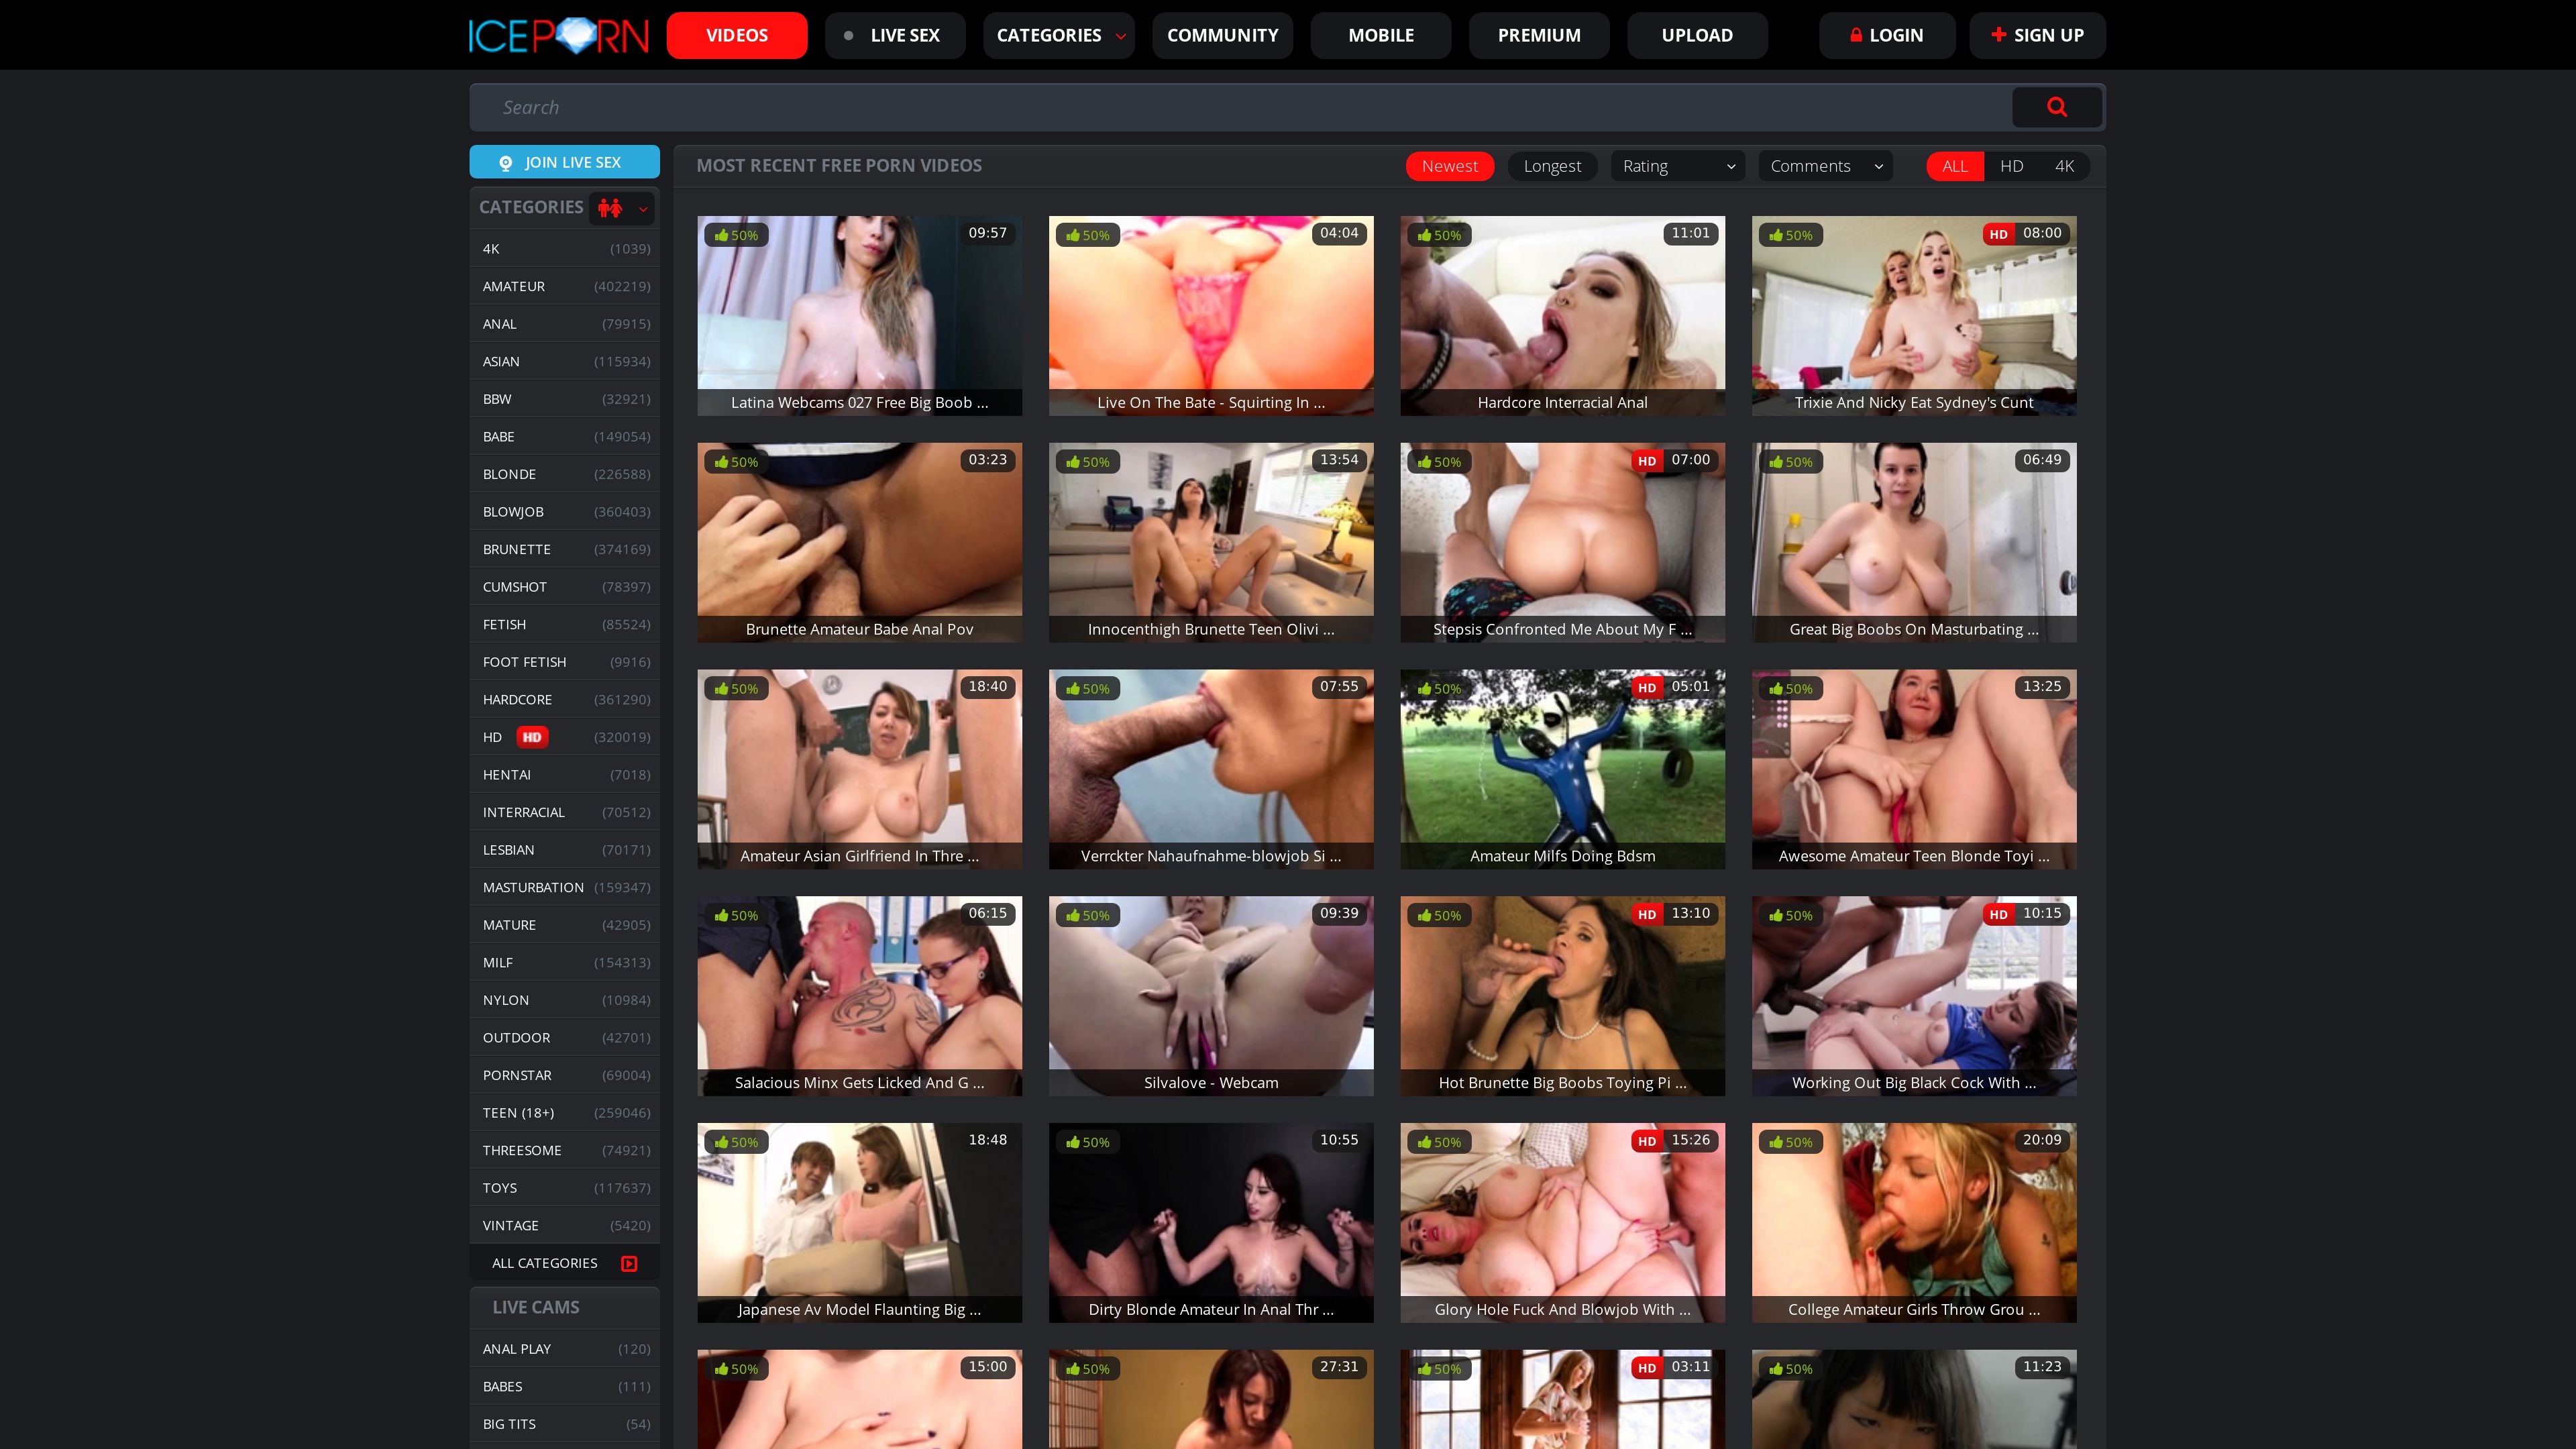 ICEPORN
VIDEOS
LIVE SEX
CATEGORIES
COMMUNITY
MOBILE
PREMIUM
UPLOAD
LOGIN
SIGN UP
Search
JOIN LIVE SEX
CATEGORIES
4K (1039)
AMATEUR (402219)
ANAL (79915)
ASIAN (115934)
BBW (32921)
BABE (149054)
BLONDE (226588)
BLOWJOB (360403)
BRUNETTE (374169)
CUMSHOT (78397)
FETISH (85524)
FOOT FETISH (9916)
HARDCORE (361290)
HD HD (320019)
HENTAI (7018)
INTERRACIAL (70512)
LESBIAN (70171)
MASTURBATION (159347)
MATURE (42905)
MILF (154313)
NYLON (10984)
OUTDOOR (42701)
PORNSTAR (69004)
TEEN (18+) (259046)
THREESOME (74921)
TOYS (117637)
VINTAGE (5420)
ALL CATEGORIES
LIVE CAMS
ANAL PLAY (120)
BABES (111)
BIG TITS (54)
MOST RECENT FREE PORN VIDEOS
Newest
Longest
Rating
Comments
ALL
HD
4K
50% 09:57
Latina Webcams 027 Free Big Boob ...
50% 04:04
Live On The Bate - Squirting In ...
50% 11:01
Hardcore Interracial Anal
50% HD 08:00
Trixie And Nicky Eat Sydney's Cunt
50% 03:23
Brunette Amateur Babe Anal Pov
50% 13:54
Innocenthigh Brunette Teen Olivi ...
50% HD 07:00
Stepsis Confronted Me About My F ...
50% 06:49
Great Big Boobs On Masturbating ...
50% 18:40
Amateur Asian Girlfriend In Thre ...
50% 07:55
Verrckter Nahaufnahme-blowjob Si ...
50% HD 05:01
Amateur Milfs Doing Bdsm
50% 13:25
Awesome Amateur Teen Blonde Toyi ...
50% 06:15
Salacious Minx Gets Licked And G ...
50% 09:39
Silvalove - Webcam
50% HD 13:10
Hot Brunette Big Boobs Toying Pi ...
50% HD 10:15
Working Out Big Black Cock With ...
50% 18:48
Japanese Av Model Flaunting Big ...
50% 10:55
Dirty Blonde Amateur In Anal Thr ...
50% HD 15:26
Glory Hole Fuck And Blowjob With ...
50% 20:09
College Amateur Girls Throw Grou ...
50% 15:00
50% 27:31
50% HD 03:11
50% 11:23